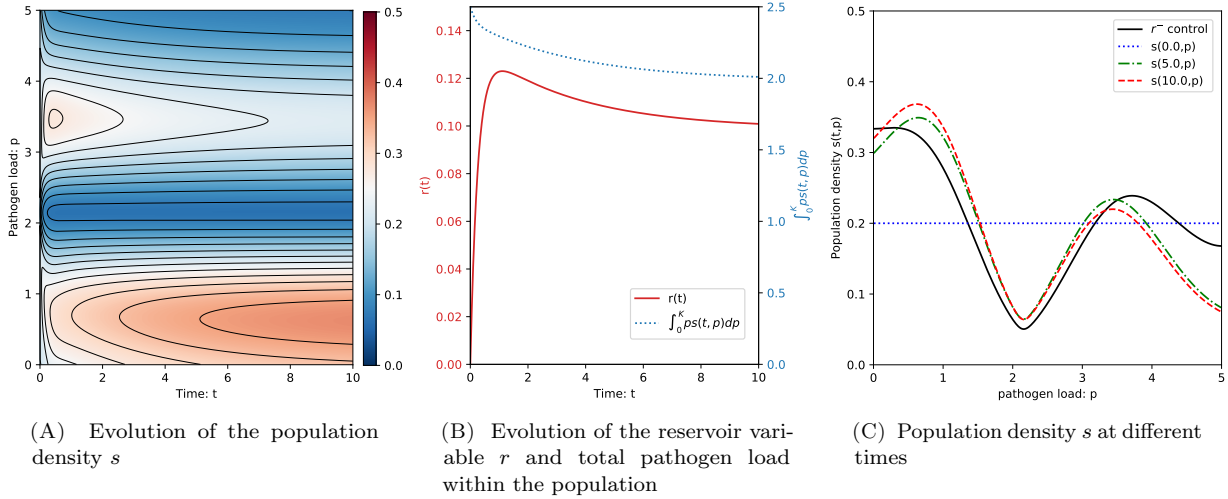 5
4
3
2
1
0
Pathogen load: p
0 2 4 6 8 10
Time: t
0.5
0.4
0.3
0.2
0.1
0.0
(A) Evolution of the population
density s
0.14
0.12
0.10
0.08
0.06
0.04
0.02
0.00
r(t)
0 2 4 6 8 10
Time: t
2.5
2.0
1.5
1.0
0.5
0.0
∫₀ᴷps(t,p)dp
r(t)
∫₀ᴷps(t,p)dp
(B) Evolution of the reservoir vari-
able r and total pathogen load
within the population
0.5
0.4
0.3
0.2
0.1
0.0
Population density s(t,p)
0 1 2 3 4 5
pathogen load: p
r⁻ control
s(0.0,p)
s(5.0,p)
s(10.0,p)
(C) Population density s at different
times